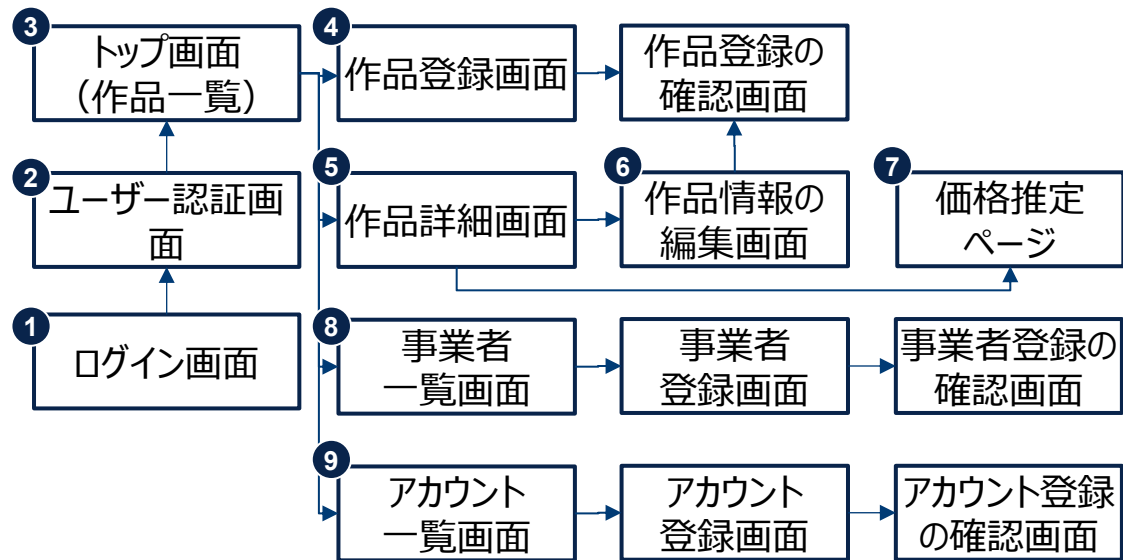 3
トップ画面
（作品一覧）
4
作品登録画面
作品登録の
確認画面
2
ユーザー認証画
面
5
作品詳細画面
6
作品情報の
編集画面
7
価格推定
ページ
1
ログイン画面
8
事業者
一覧画面
事業者
登録画面
事業者登録の
確認画面
9
アカウント
一覧画面
アカウント
登録画面
アカウント登録
の確認画面